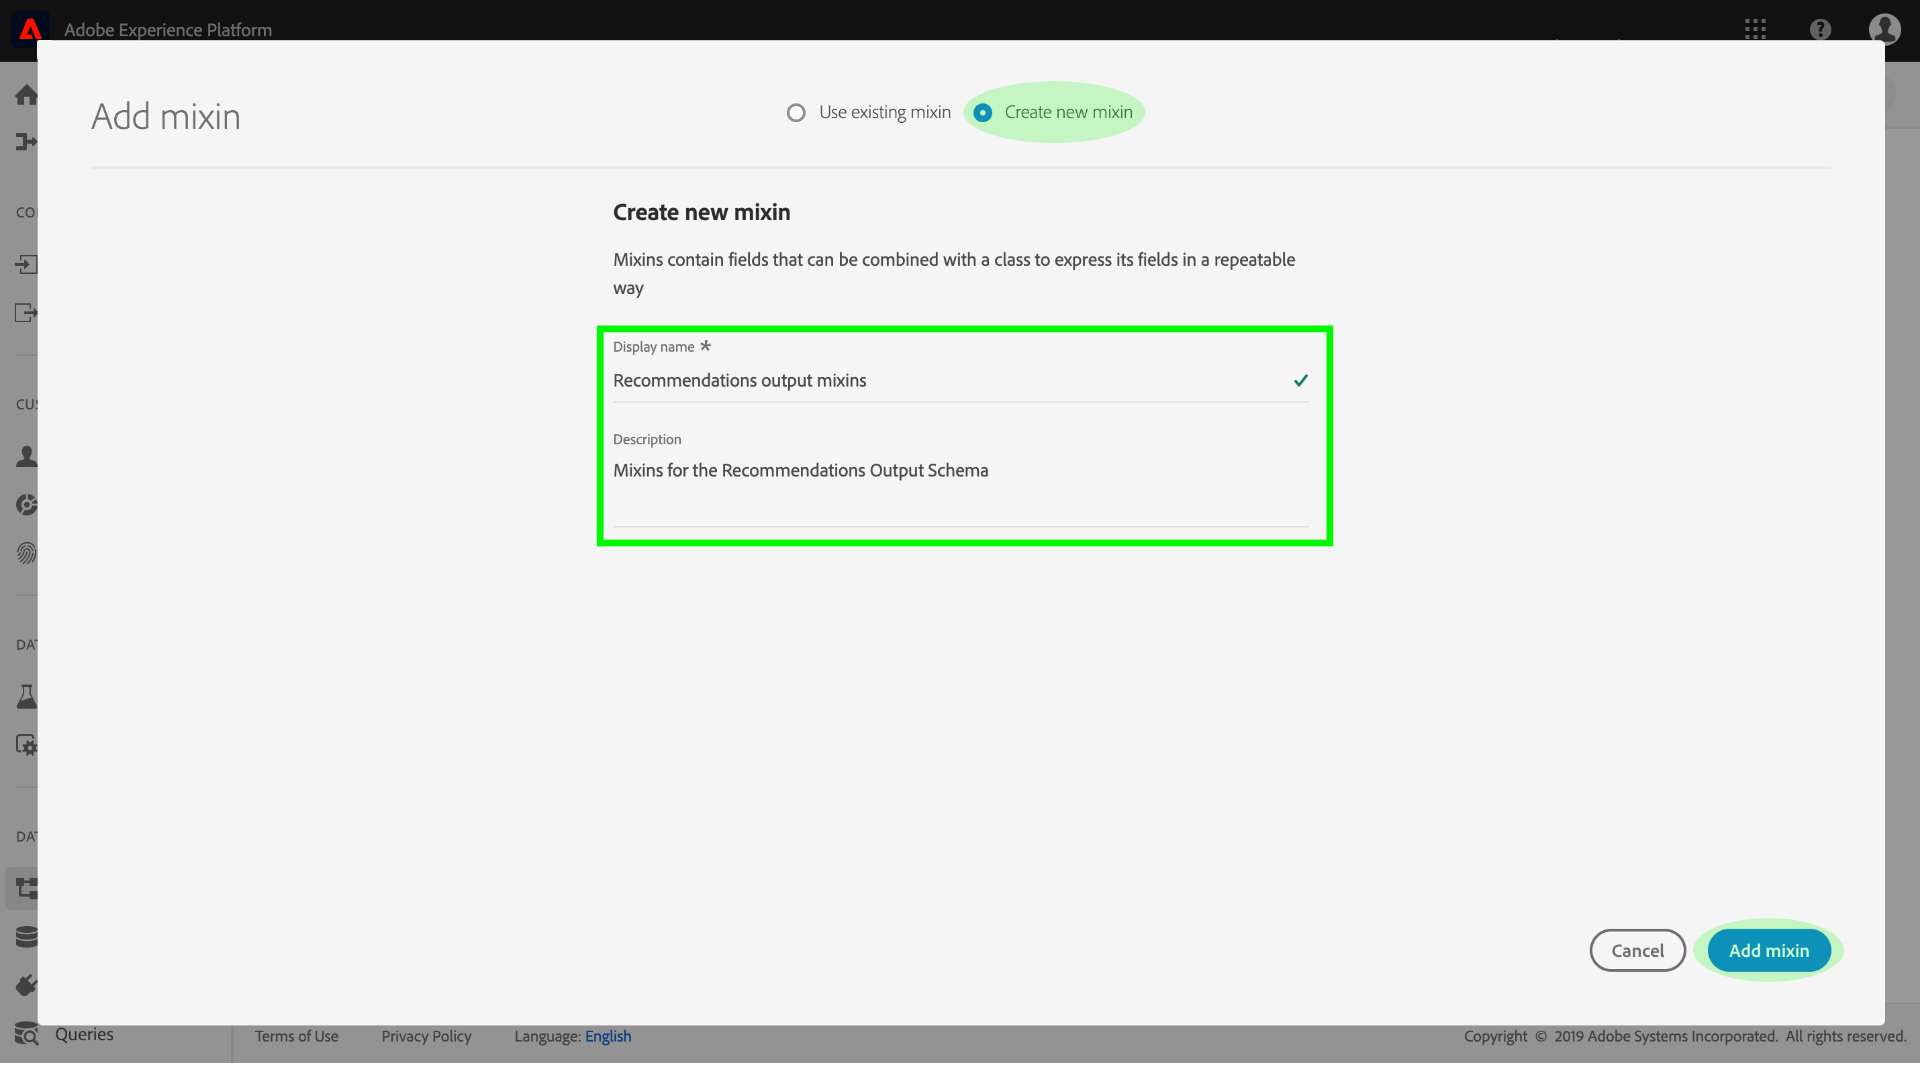 Adobe Experience Platform
Add mixin
Use existing mixin
Create new mixin
Create new mixin
Mixins contain fields that can be combined with a class to express its fields in a repeatable
way
Display name *
Recommendations output mixins
Description
Mixins for the Recommendations Output Schema
Cancel
Add mixin
CO
CUS
DAT
DAT
Queries
Terms of Use
Privacy Policy
Language: English
Copyright © 2019 Adobe Systems Incorporated. All rights reserved.